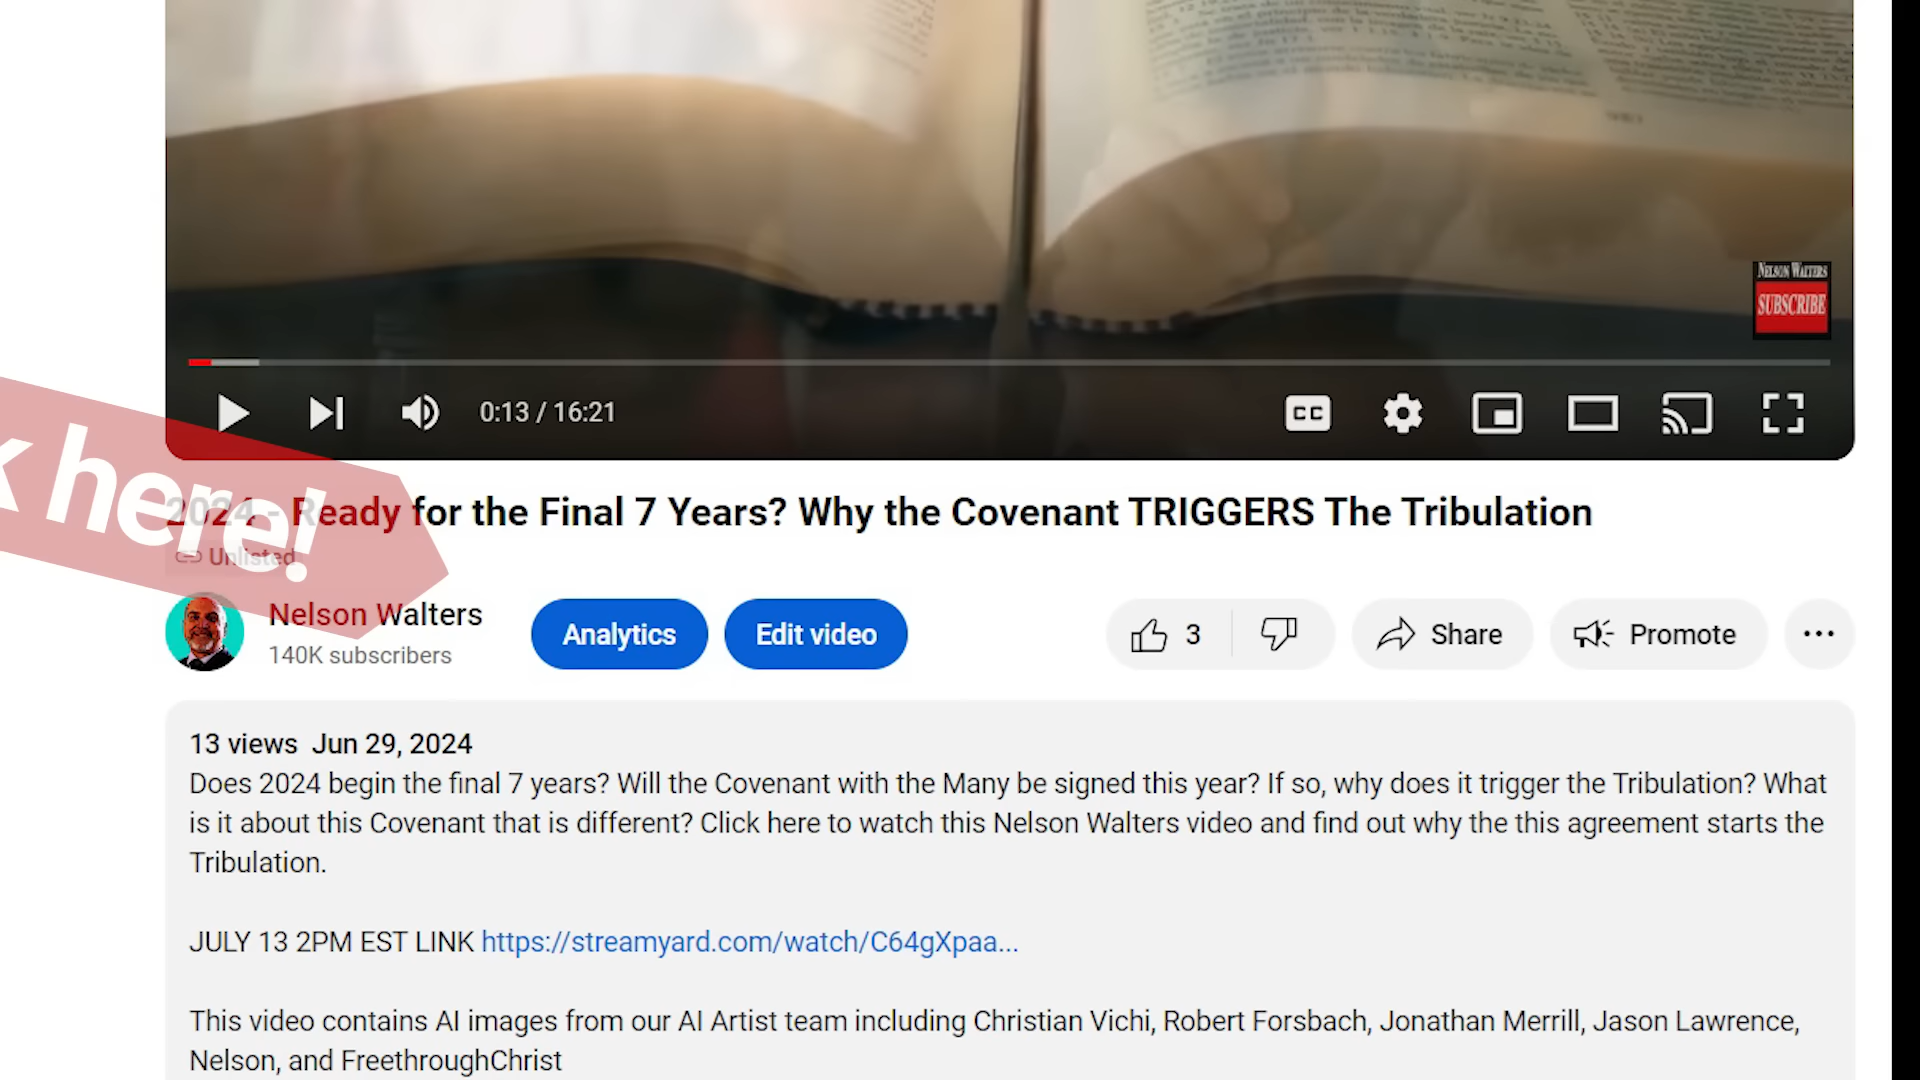 NELSON WALTERS
SUBSCRIBE
0:13 / 16:21
CC
k here!
2024 - Ready for the Final 7 Years? Why the Covenant TRIGGERS The Tribulation
Unlisted
Nelson Walters
140K subscribers
Analytics
Edit video
3
Share
Promote
13 views Jun 29, 2024
Does 2024 begin the final 7 years? Will the Covenant with the Many be signed this year? If so, why does it trigger the Tribulation? What
is it about this Covenant that is different? Click here to watch this Nelson Walters video and find out why the this agreement starts the
Tribulation.
JULY 13 2PM EST LINK https://streamyard.com/watch/C64gXpaa...
This video contains AI images from our AI Artist team including Christian Vichi, Robert Forsbach, Jonathan Merrill, Jason Lawrence,
Nelson, and FreethroughChrist